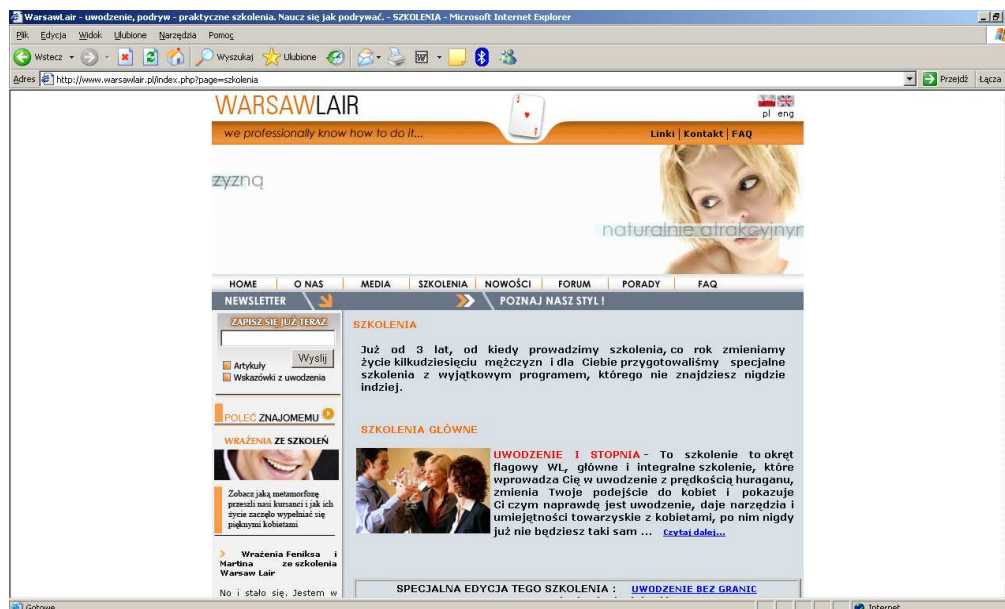 WarsawLair - uwodzenie, podryw - praktyczne szkolenia. Naucz się jak podrywać. - SZKOLENIA - Microsoft Internet Explorer
Plik Edycja Widok Ulubione Narzędzia Pomoc
Wstecz Wyszukaj Ulubione
Adres http://www.warsawlair.pl/index.php?page=szkolenia Przejdź Łącza
WARSAWLAIR
pl eng
we professionally know how to do it...
Linki | Kontakt | FAQ
zyzną
naturalnie atrakcyjnyr
HOME O NAS MEDIA SZKOLENIA NOWOŚCI FORUM PORADY FAQ
NEWSLETTER POZNAJ NASZ STYL !
ZAPISZ SIĘ JUŻ TERAZ
Wyslij
Artykuły
Wskazówki z uwodzenia
POLEĆ ZNAJOMEMU
WRAŻENIA ZE SZKOLEŃ
Zobacz jaką metamorfozę
przeszli nasi kursanci i jak ich
życie zaczęło wypełniać się
pięknymi kobietami
Wrażenia Feniksa i
Martina ze szkolenia
Warsaw Lair
No i stało się. Jestem w
SZKOLENIA
Już od 3 lat, od kiedy prowadzimy szkolenia, co rok zmieniamy
życie kilkudziesięciu mężczyzn i dla Ciebie przygotowaliśmy specjalne
szkolenia z wyjątkowym programem, którego nie znajdziesz nigdzie
indziej.
SZKOLENIA GŁÓWNE
UWODZENIE I STOPNIA - To szkolenie to okręt
flagowy WL, główne i integralne szkolenie, które
wprowadza Cię w uwodzenie z prędkością huraganu,
zmienia Twoje podejście do kobiet i pokazuje
Ci czym naprawdę jest uwodzenie, daje narzędzia i
umiejętności towarzyskie z kobietami, po nim nigdy
już nie będziesz taki sam ... Czytaj dalej...
SPECJALNA EDYCJA TEGO SZKOLENIA : UWODZENIE BEZ GRANIC
Gotowe
Internet